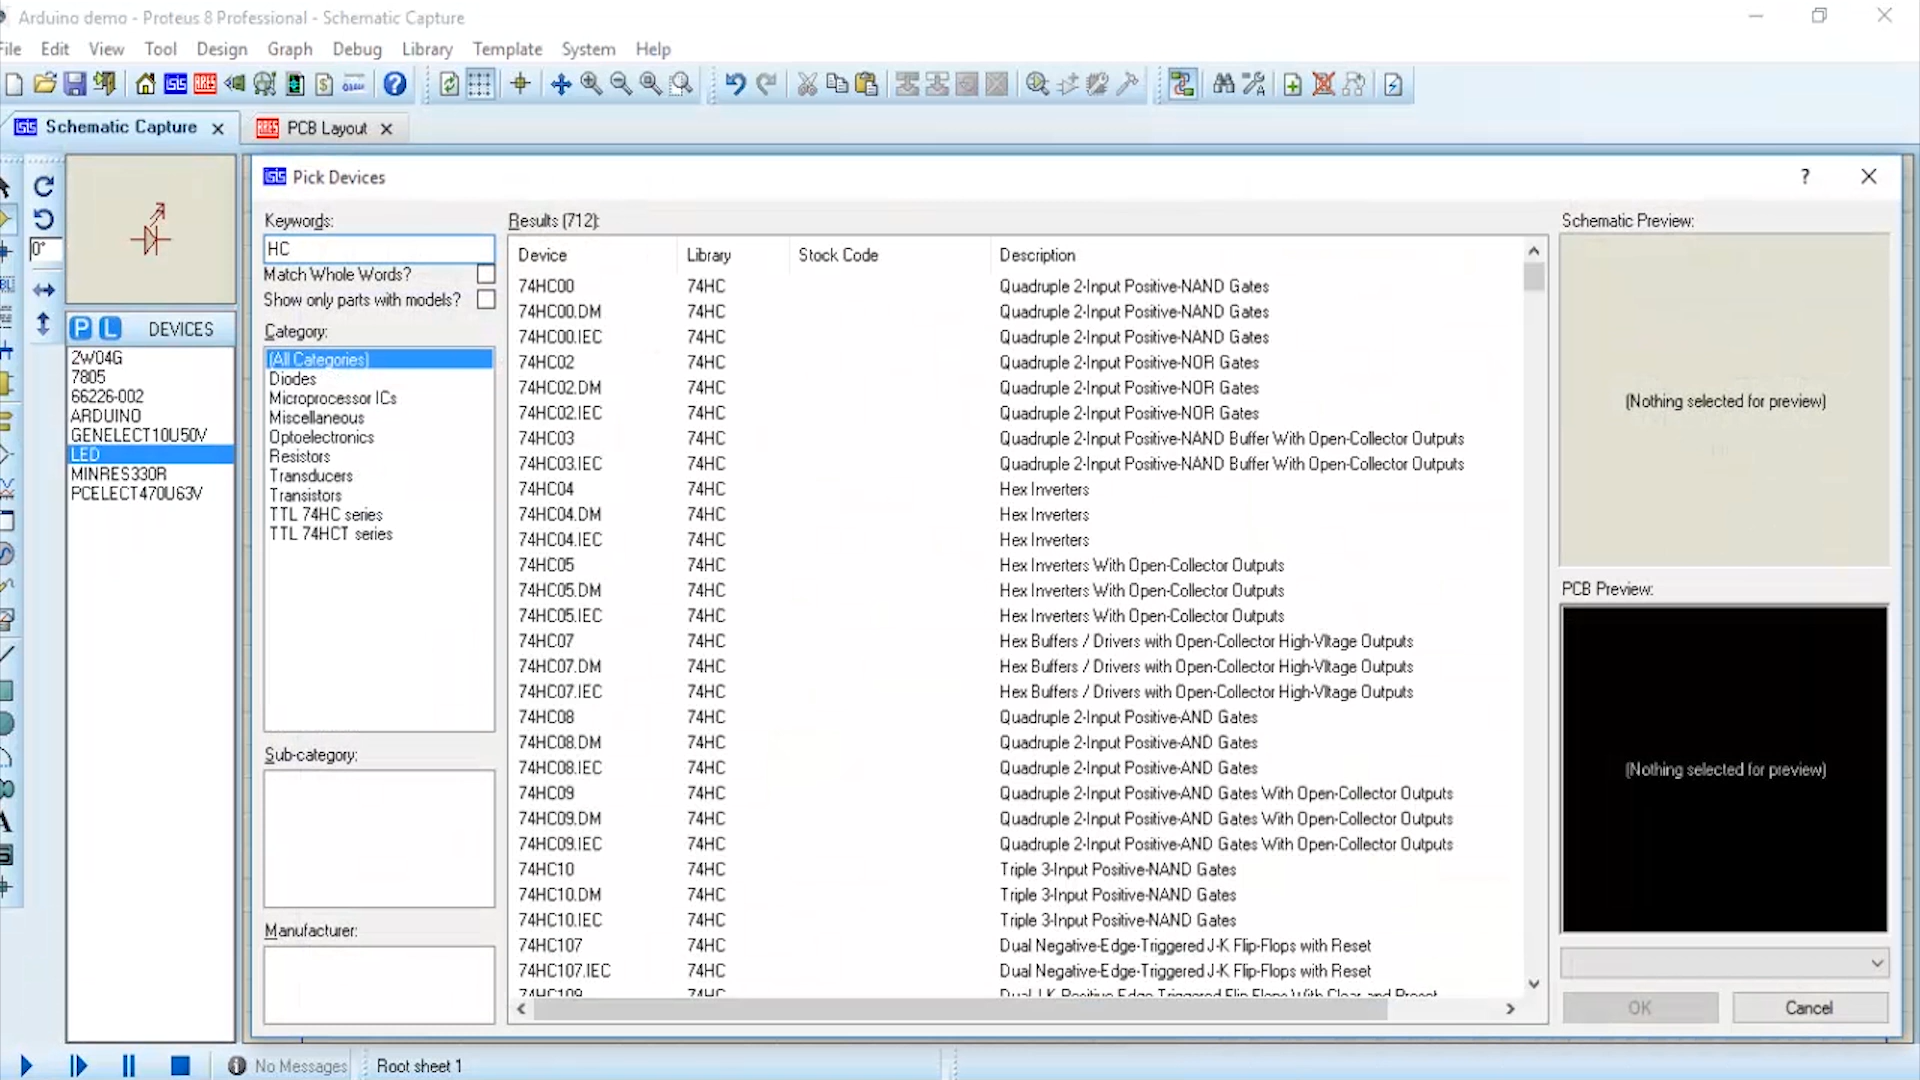 Arduino demo - Proteus 8 Professional - Schematic Capture
File Edit View Tool Design Graph Debug Library Template System Help
Schematic Capture
PCB Layout
Pick Devices
Keywords:
HC
Match Whole Words?
Show only parts with models?
Category:
(All Categories)
Diodes
Microprocessor ICs
Miscellaneous
Optoelectronics
Resistors
Transducers
Transistors
TTL 74HC series
TTL 74HCT series
Sub-category:
Manufacturer:
0°
P L DEVICES
2W04G
7805
66226-002
ARDUINO
GENELECT10U50V
LED
MINRES330R
PCELECT470U63V
Results (712):
Device Library Stock Code Description
74HC00 74HC Quadruple 2-Input Positive-NAND Gates
74HC00.DM 74HC Quadruple 2-Input Positive-NAND Gates
74HC00.IEC 74HC Quadruple 2-Input Positive-NAND Gates
74HC02 74HC Quadruple 2-Input Positive-NOR Gates
74HC02.DM 74HC Quadruple 2-Input Positive-NOR Gates
74HC02.IEC 74HC Quadruple 2-Input Positive-NOR Gates
74HC03 74HC Quadruple 2-Input Positive-NAND Buffer With Open-Collector Outputs
74HC03.IEC 74HC Quadruple 2-Input Positive-NAND Buffer With Open-Collector Outputs
74HC04 74HC Hex Inverters
74HC04.DM 74HC Hex Inverters
74HC04.IEC 74HC Hex Inverters
74HC05 74HC Hex Inverters With Open-Collector Outputs
74HC05.DM 74HC Hex Inverters With Open-Collector Outputs
74HC05.IEC 74HC Hex Inverters With Open-Collector Outputs
74HC07 74HC Hex Buffers / Drivers with Open-Collector High-Vltage Outputs
74HC07.DM 74HC Hex Buffers / Drivers with Open-Collector High-Vltage Outputs
74HC07.IEC 74HC Hex Buffers / Drivers with Open-Collector High-Vltage Outputs
74HC08 74HC Quadruple 2-Input Positive-AND Gates
74HC08.DM 74HC Quadruple 2-Input Positive-AND Gates
74HC08.IEC 74HC Quadruple 2-Input Positive-AND Gates
74HC09 74HC Quadruple 2-Input Positive-AND Gates With Open-Collector Outputs
74HC09.DM 74HC Quadruple 2-Input Positive-AND Gates With Open-Collector Outputs
74HC09.IEC 74HC Quadruple 2-Input Positive-AND Gates With Open-Collector Outputs
74HC10 74HC Triple 3-Input Positive-NAND Gates
74HC10.DM 74HC Triple 3-Input Positive-NAND Gates
74HC10.IEC 74HC Triple 3-Input Positive-NAND Gates
74HC107 74HC Dual Negative-Edge-Triggered J-K Flip-Flops with Reset
74HC107.IEC 74HC Dual Negative-Edge-Triggered J-K Flip-Flops with Reset
74HC109 74HC Dual J-K Positive-Edge-Triggered Flip-Flops With Clear and Preset
Schematic Preview:
(Nothing selected for preview)
PCB Preview:
(Nothing selected for preview)
OK Cancel
No Messages Root sheet 1